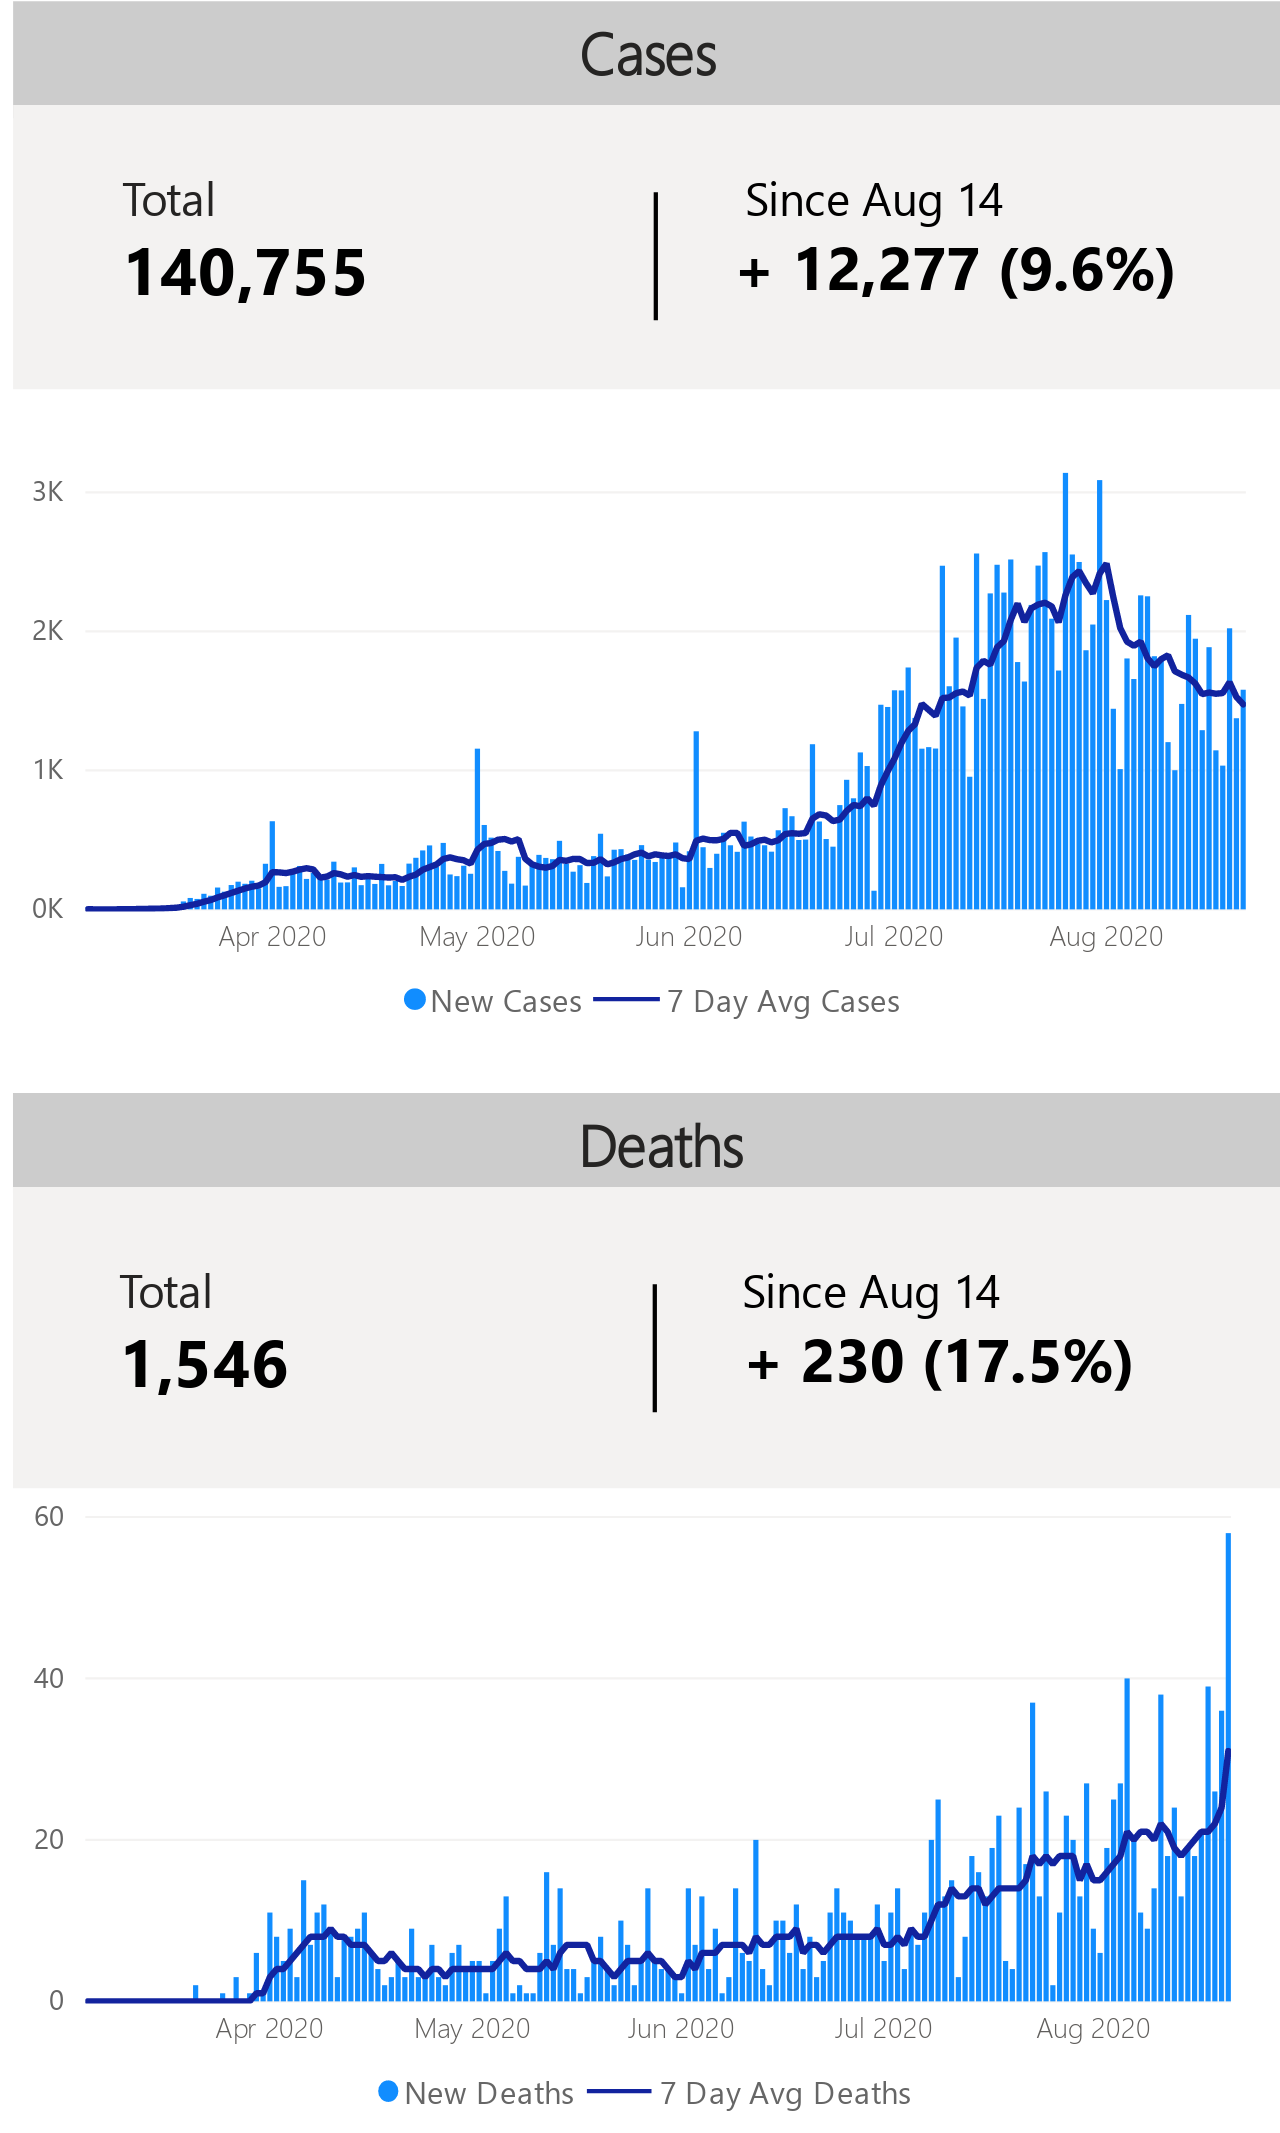 Cases
Total
140,755
Since Aug 14
+ 12,277 (9.6%)
3K
2K
1K
0K
Apr 2020 May 2020 Jun 2020 Jul 2020 Aug 2020
New Cases 7 Day Avg Cases
Deaths
Total
1,546
Since Aug 14
+ 230 (17.5%)
60
40
20
0
Apr 2020 May 2020 Jun 2020 Jul 2020 Aug 2020
New Deaths 7 Day Avg Deaths